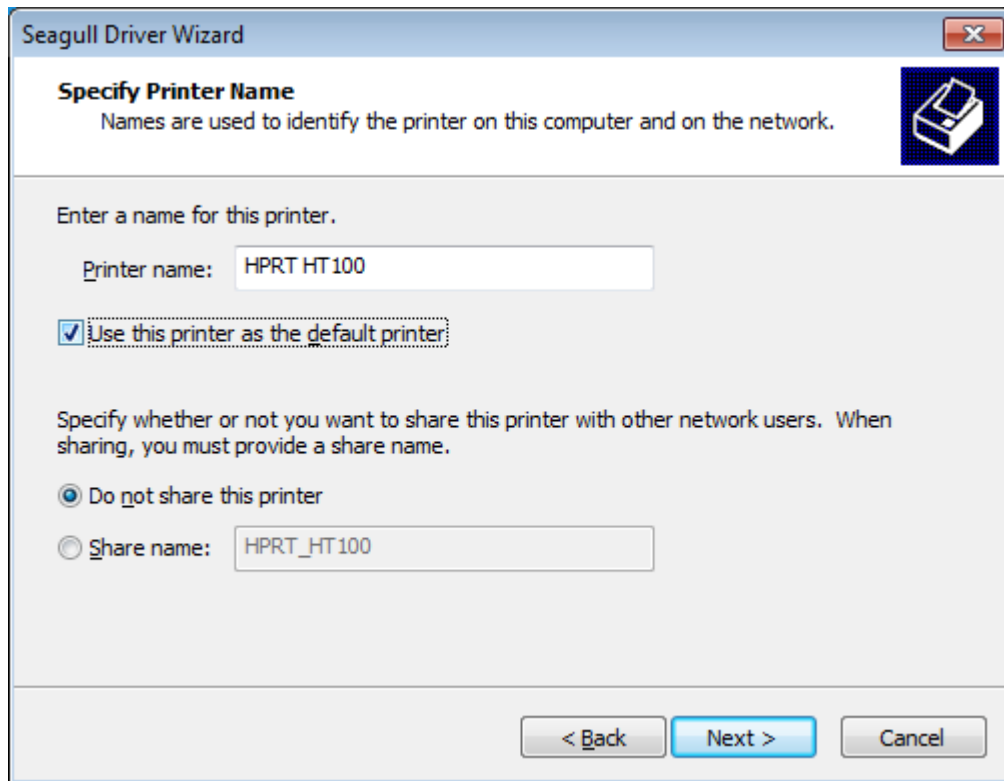 Seagull Driver Wizard
Specify Printer Name
Names are used to identify the printer on this computer and on the network.
Enter a name for this printer.
Printer name: HPRT HT100
Use this printer as the default printer
Specify whether or not you want to share this printer with other network users. When
sharing, you must provide a share name.
Do not share this printer
Share name: HPRT_HT100
< Back Next > Cancel